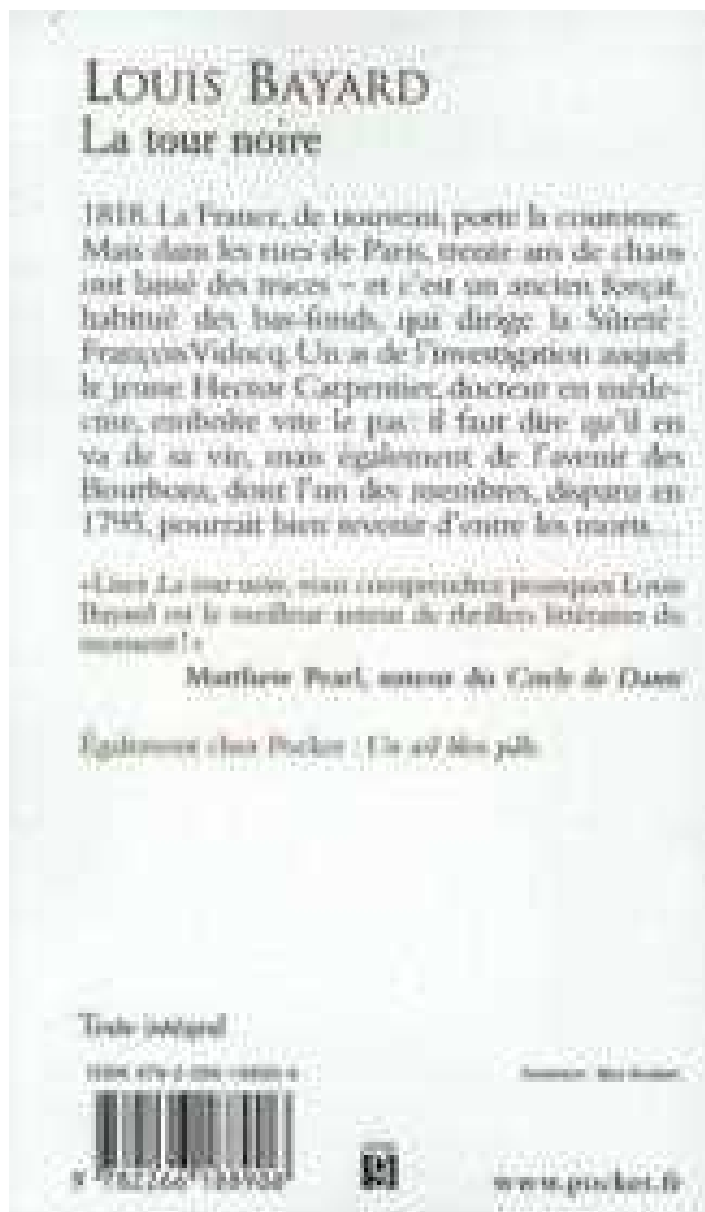 LOUIS BAYARD
La tour noire
1818. La France, de nouveau, porte la couronne.
Mais dans les rues de Paris, trente ans de chaos
ont laissé des traces – et c'est un ancien forçat,
habitué des bas-fonds, qui dirige la Sûreté :
François Vidocq. Un as de l'investigation auquel
le jeune Hector Carpentier, docteur en méde-
cine, emboîte vite le pas : il faut dire qu'il en
va de sa vie, mais également de l'avenir des
Bourbons, dont l'un des membres, disparu en
1795, pourrait bien revenir d'entre les morts...
«Lisez La tour noire, vous comprendrez pourquoi Louis
Bayard est le meilleur auteur de thrillers littéraires du
moment !»
Matthew Pearl, auteur du Cercle de Dante
Également chez Pocket : Un œil bleu pâle
Texte intégral
ISBN
www.pocket.fr